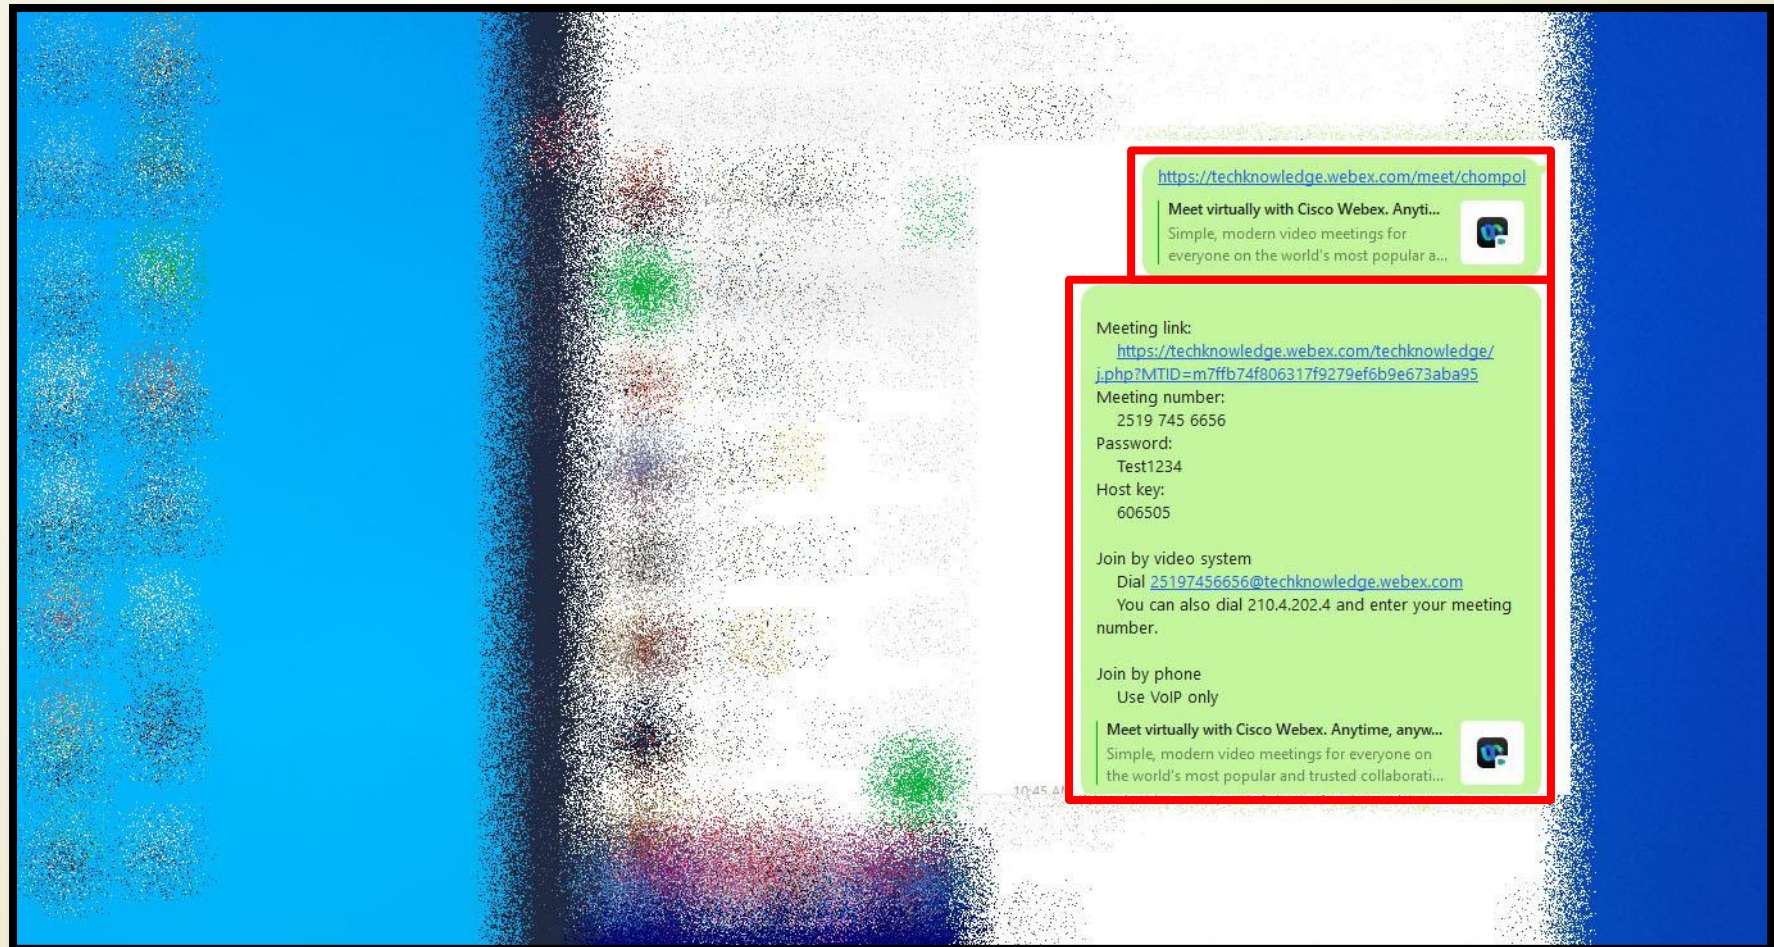 https://techknowledge.webex.com/meet/chompol
Meet virtually with Cisco Webex. Anyti...
Simple, modern video meetings for
everyone on the world's most popular a...
Meeting link:
https://techknowledge.webex.com/techknowledge/
j.php?MTID=m7ffb74f806317f9279ef6b9e673aba95
Meeting number:
2519 745 6656
Password:
Test1234
Host key:
606505
Join by video system
Dial 25197456656@techknowledge.webex.com
You can also dial 210.4.202.4 and enter your meeting
number.
Join by phone
Use VoIP only
Meet virtually with Cisco Webex. Anytime, anyw...
Simple, modern video meetings for everyone on
the world's most popular and trusted collaborati...
10:45 AM